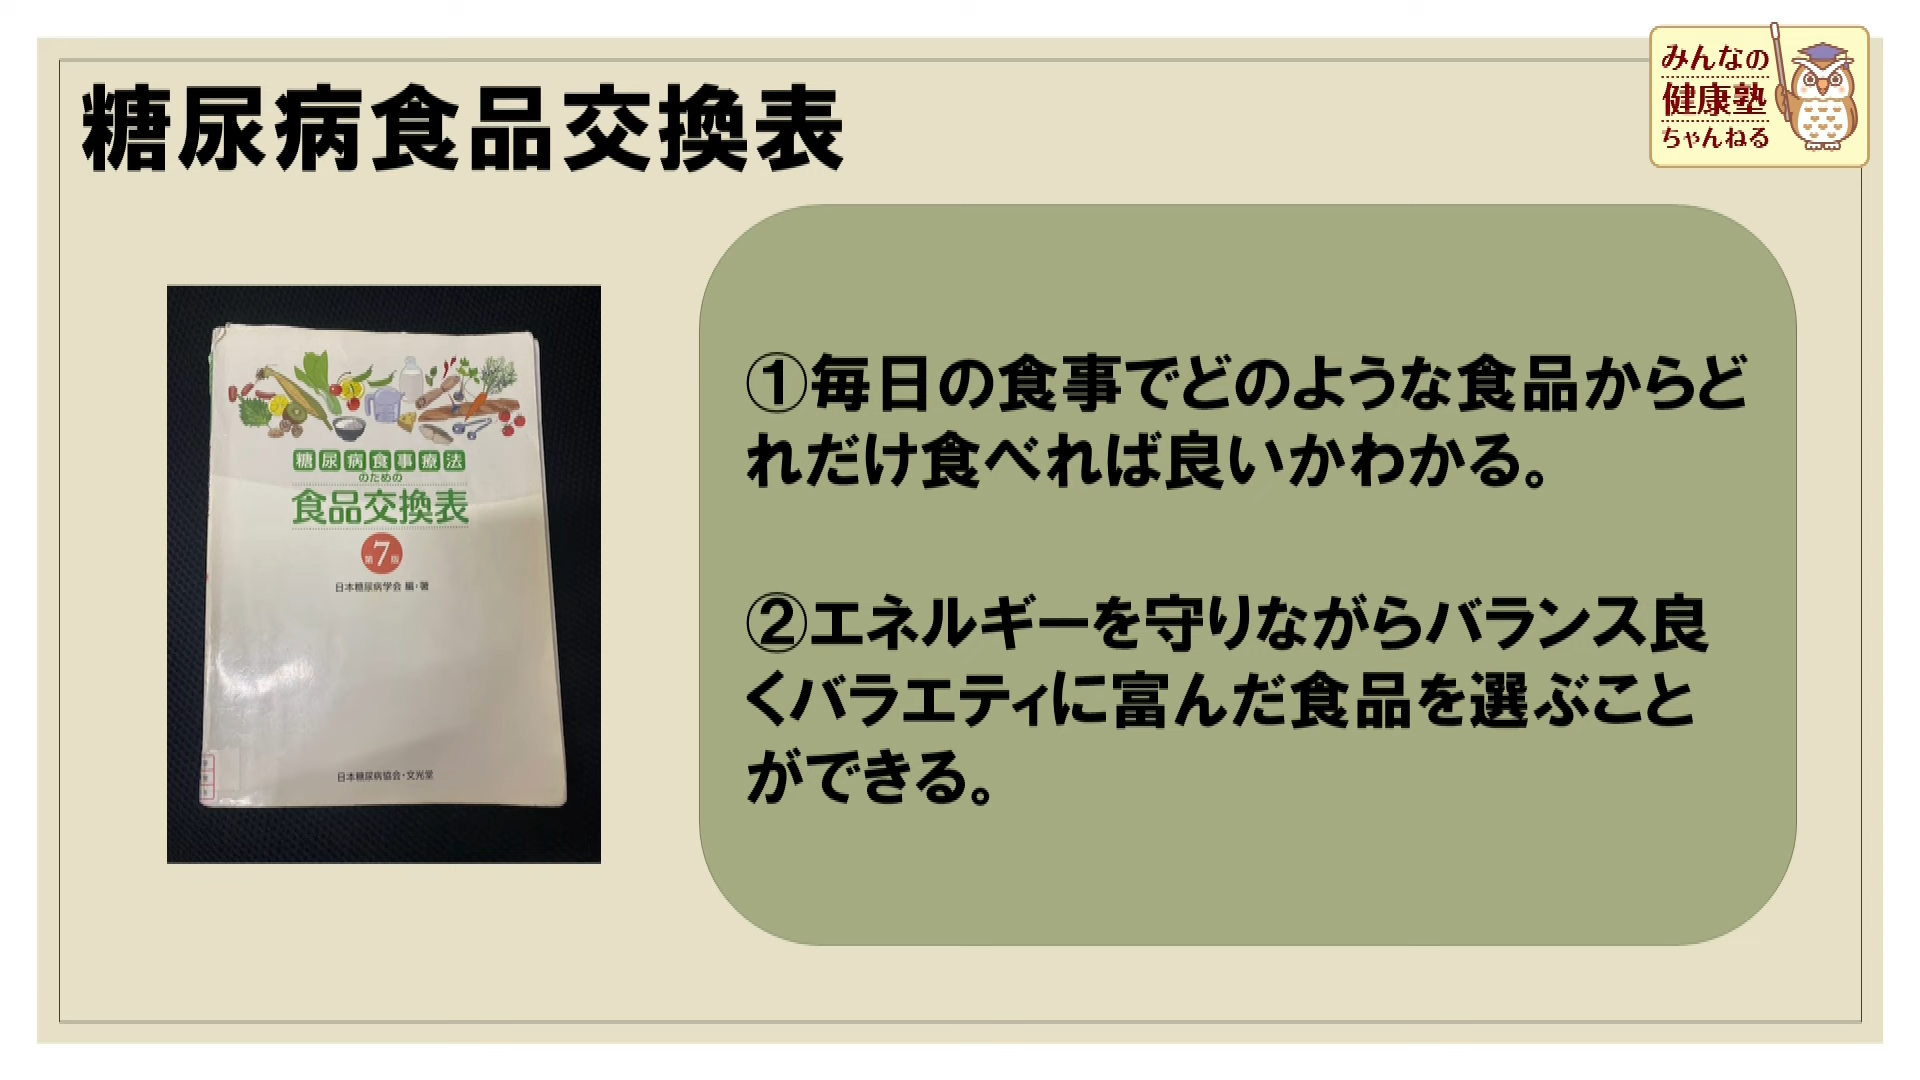 糖尿病食品交換表
みんなの
健康塾
ちゃんねる
糖尿病食事療法
のための
食品交換表
第7版
日本糖尿病学会 編・著
日本糖尿病協会・文光堂
①毎日の食事でどのような食品からど
れだけ食べれば良いかわかる。
②エネルギーを守りながらバランス良
くバラエティに富んだ食品を選ぶこと
ができる。